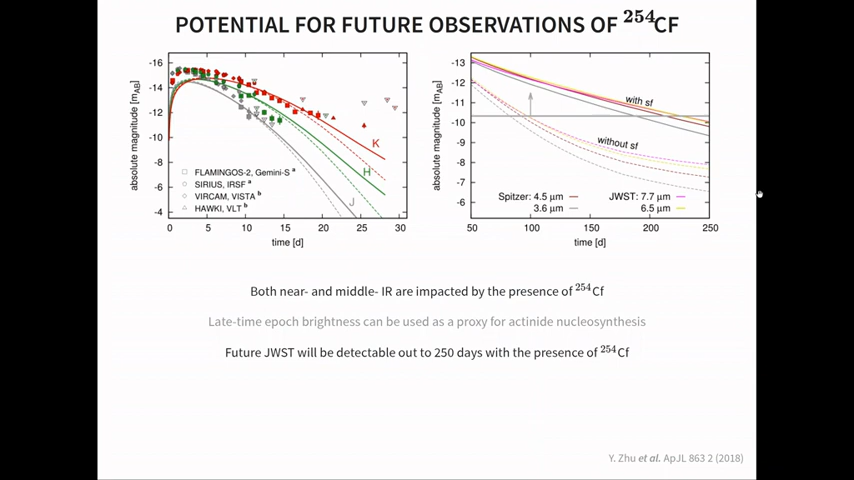 POTENTIAL FOR FUTURE OBSERVATIONS OF ²⁵⁴CF
-16
-14
-12
-10
-8
-6
-4
absolute magnitude [mAB]
K
H
J
FLAMINGOS-2, Gemini-S a
SIRIUS, IRSF a
VIRCAM, VISTA b
HAWKI, VLT b
0 5 10 15 20 25 30
time [d]
-13
-12
-11
-10
-9
-8
-7
-6
absolute magnitude [mAB]
with sf
without sf
Spitzer: 4.5 μm JWST: 7.7 μm
3.6 μm 6.5 μm
50 100 150 200 250
time [d]
Both near- and middle- IR are impacted by the presence of ²⁵⁴Cf
Late-time epoch brightness can be used as a proxy for actinide nucleosynthesis
Future JWST will be detectable out to 250 days with the presence of ²⁵⁴Cf
Y. Zhu et al. ApJL 863 2 (2018)